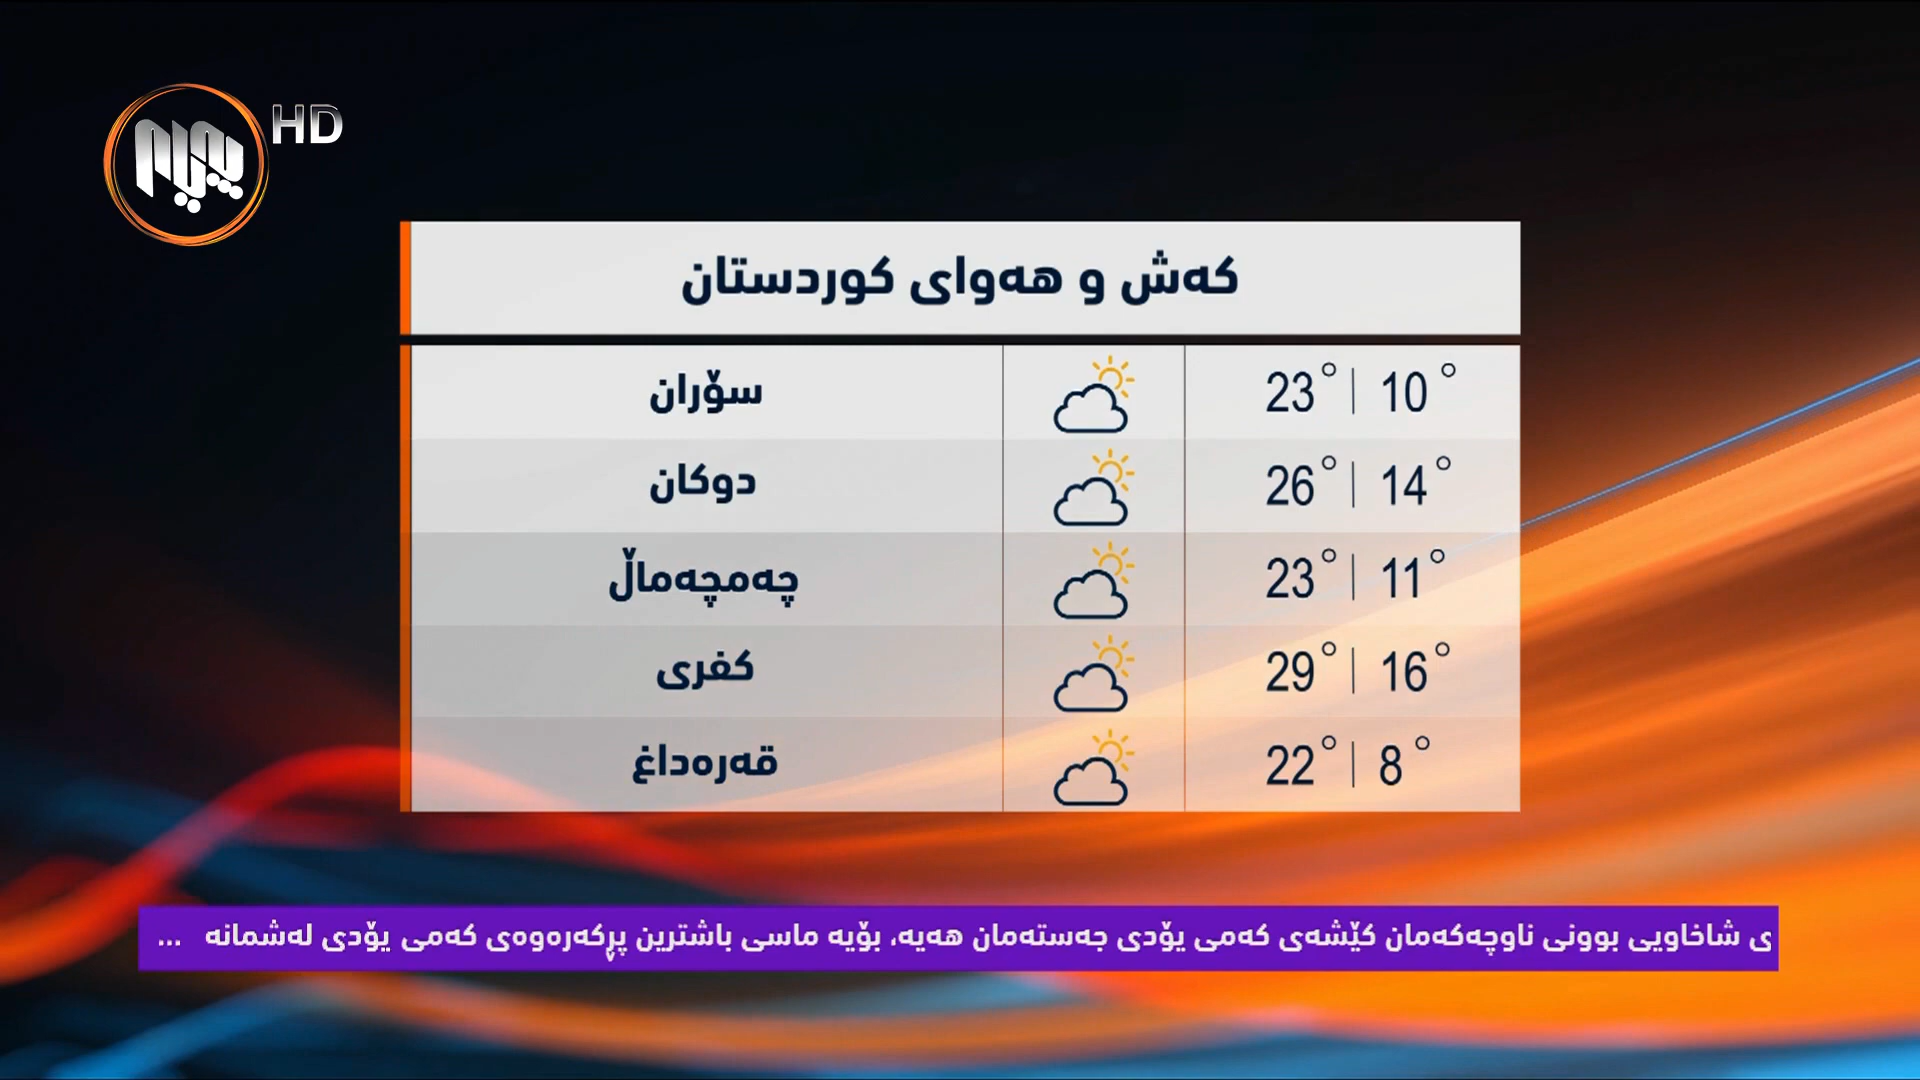 پەیام HD
کەش و هەوای کوردستان
سۆران 23° | 10°
دوکان 26° | 14°
چەمچەماڵ 23° | 11°
کفری 29° | 16°
قەرەداغ 22° | 8°
ی شاخاویی بوونی ناوچەکەمان کێشەی کەمی یۆدی جەستەمان هەیە، بۆیە ماسی باشترین پڕکەرەوەی کەمی یۆدی لەشمانە ...